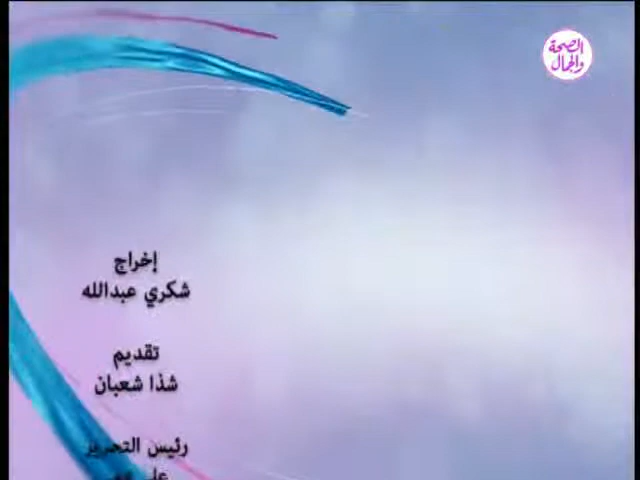 الصحة
والجمال
إخراج
شكري عبدالله
تقديم
شذا شعبان
رئيس التحرير